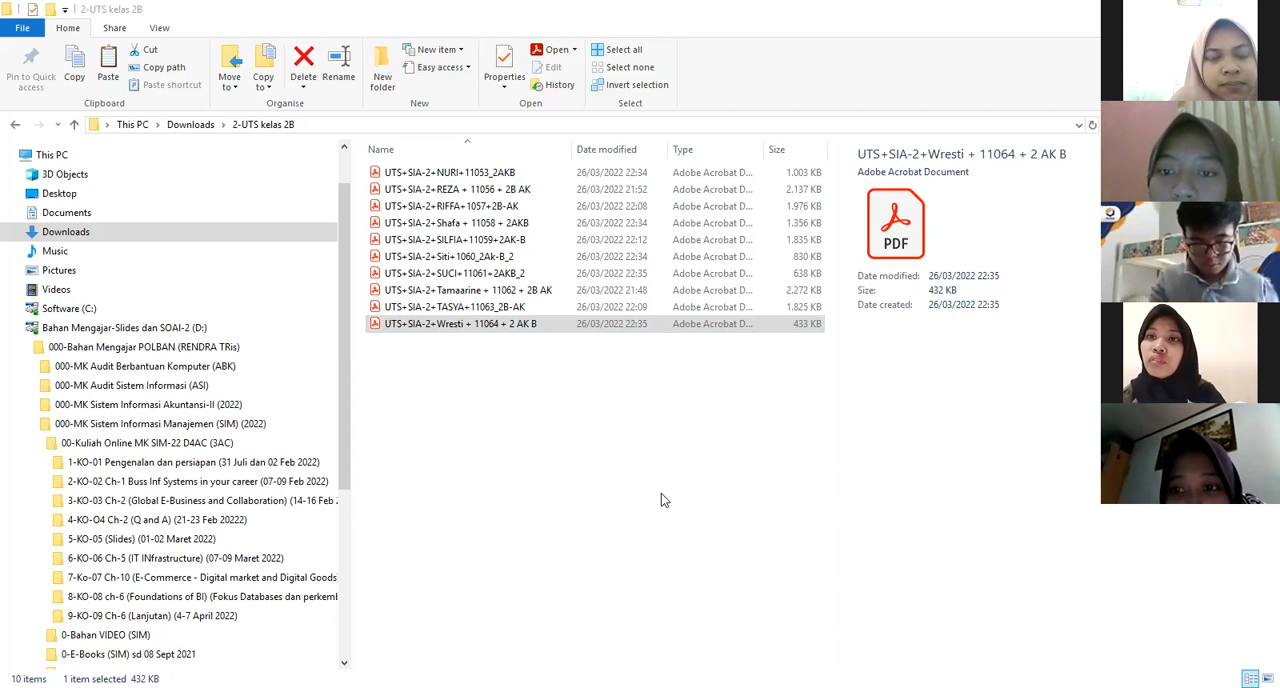 2-UTS kelas 2B
File Home Share View
Pin to Quick access
Copy
Paste
Cut
Copy path
Paste shortcut
Clipboard
Move to
Copy to
Delete
Rename
Organise
New folder
New item
Easy access
New
Properties
Open
Edit
History
Open
Select all
Select none
Invert selection
Select
This PC > Downloads > 2-UTS kelas 2B
This PC
3D Objects
Desktop
Documents
Downloads
Music
Pictures
Videos
Software (C:)
Bahan Mengajar-Slides dan SOAI-2 (D:)
000-Bahan Mengajar POLBAN (RENDRA TRis)
000-MK Audit Berbantuan Komputer (ABK)
000-MK Audit Sistem Informasi (ASI)
000-MK Sistem Informasi Akuntansi-II (2022)
000-MK Sistem Informasi Manajemen (SIM) (2022)
00-Kuliah Online MK SIM-22 D4AC (3AC)
1-KO-01 Pengenalan dan persiapan (31 Juli dan 02 Feb 2022)
2-KO-02 Ch-1 Buss Inf Systems in your career (07-09 Feb 2022)
3-KO-03 Ch-2 (Global E-Business and Collaboration) (14-16 Feb 2
4-KO-O4 Ch-2 (Q and A) (21-23 Feb 20222)
5-KO-05 (Slides) (01-02 Maret 2022)
6-KO-06 Ch-5 (IT INfrastructure) (07-09 Maret 2022)
7-Ko-07 Ch-10 (E-Commerce - Digital market and Digital Goods)
8-KO-08 ch-6 (Foundations of BI) (Fokus Databases dan perkemb
9-KO-09 Ch-6 (Lanjutan) (4-7 April 2022)
0-Bahan VIDEO (SIM)
0-E-Books (SIM) sd 08 Sept 2021
Name Date modified Type Size
UTS+SIA-2+NURI+11053_2AKB 26/03/2022 22:34 Adobe Acrobat D... 1.003 KB
UTS+SIA-2+REZA + 11056 + 2B AK 26/03/2022 21:52 Adobe Acrobat D... 2.137 KB
UTS+SIA-2+RIFFA+1057+2B-AK 26/03/2022 22:08 Adobe Acrobat D... 1.976 KB
UTS+SIA-2+Shafa + 11058 + 2AKB 26/03/2022 22:34 Adobe Acrobat D... 1.356 KB
UTS+SIA-2+SILFIA+11059+2AK-B 26/03/2022 22:12 Adobe Acrobat D... 1.835 KB
UTS+SIA-2+Siti+1060_2Ak-B_2 26/03/2022 22:34 Adobe Acrobat D... 830 KB
UTS+SIA-2+SUCI+11061+2AKB_2 26/03/2022 22:35 Adobe Acrobat D... 638 KB
UTS+SIA-2+Tamaarine + 11062 + 2B AK 26/03/2022 21:48 Adobe Acrobat D... 2.272 KB
UTS+SIA-2+TASYA+11063_2B-AK 26/03/2022 22:09 Adobe Acrobat D... 1.825 KB
UTS+SIA-2+Wresti + 11064 + 2 AK B 26/03/2022 22:35 Adobe Acrobat D... 433 KB
UTS+SIA-2+Wresti + 11064 + 2 AK B
Adobe Acrobat Document
PDF
Date modified: 26/03/2022 22:35
Size: 432 KB
Date created: 26/03/2022 22:35
10 items 1 item selected 432 KB